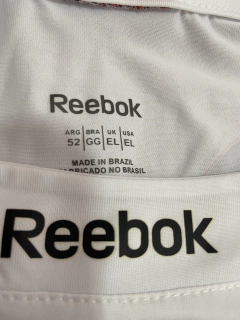 Reebok
ARG BRA UK USA
52 GG EL EL
MADE IN BRAZIL
FABRICADO NO BRASIL
Reebok